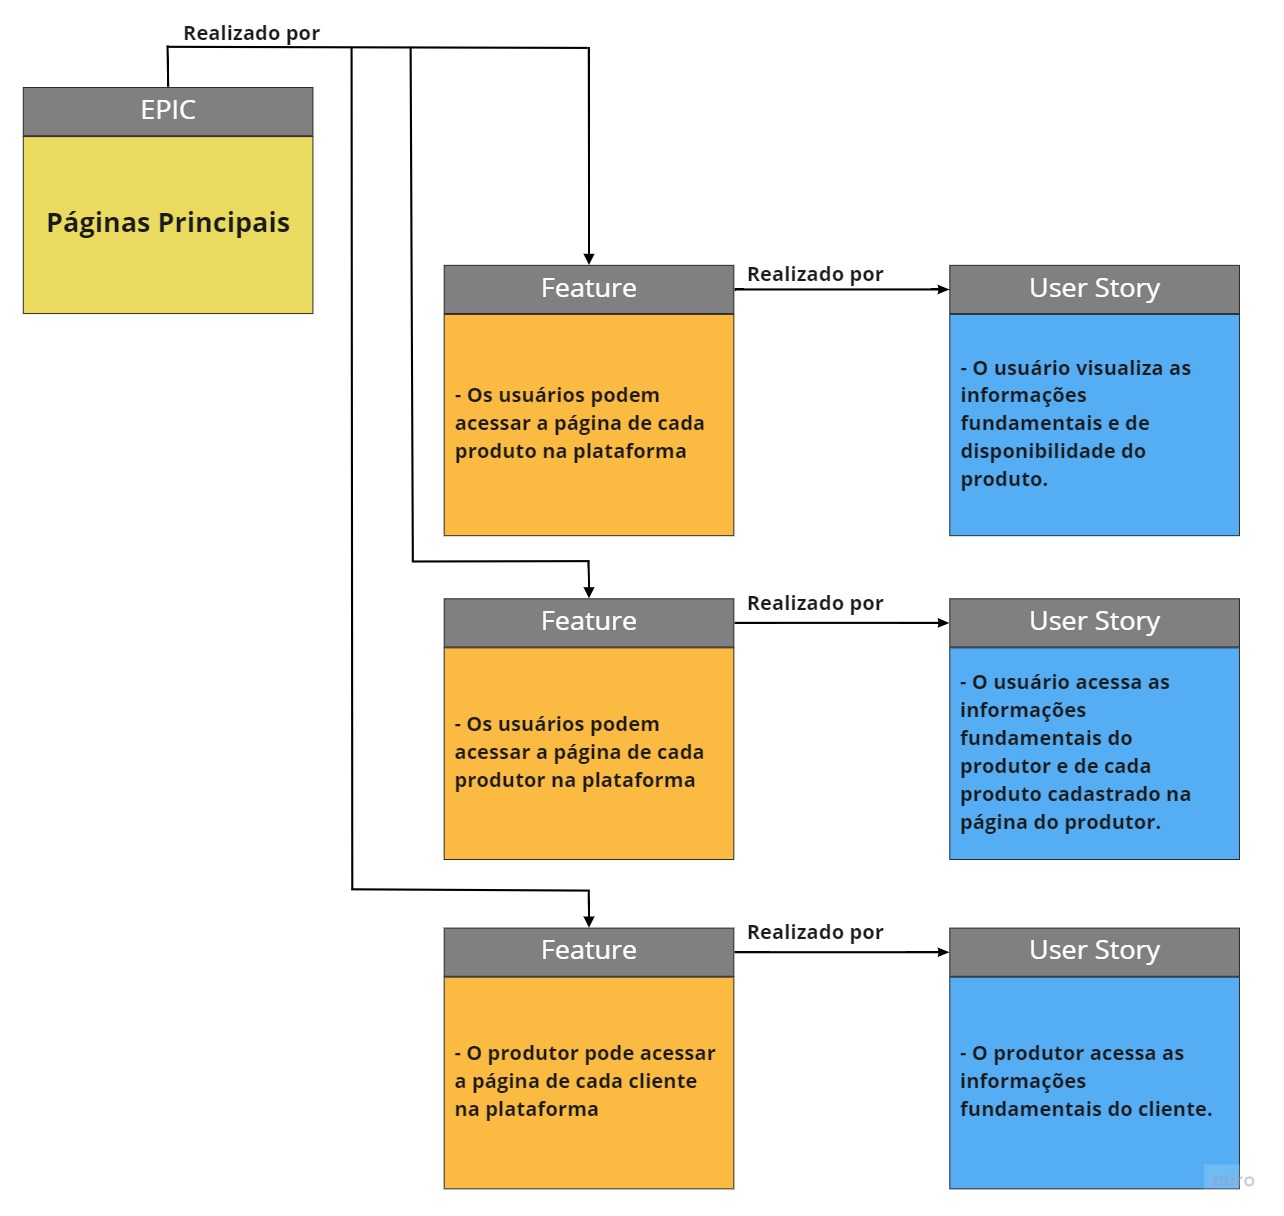 Realizado por
EPIC
Páginas Principais
Feature
- Os usuários podem
acessar a página de cada
produto na plataforma
Realizado por
User Story
- O usuário visualiza as
informações
fundamentais e de
disponibilidade do
produto.
Feature
- Os usuários podem
acessar a página de cada
produtor na plataforma
Realizado por
User Story
- O usuário acessa as
informações
fundamentais do
produtor e de cada
produto cadastrado na
página do produtor.
Feature
- O produtor pode acessar
a página de cada cliente
na plataforma
Realizado por
User Story
- O produtor acessa as
informações
fundamentais do cliente.
miro